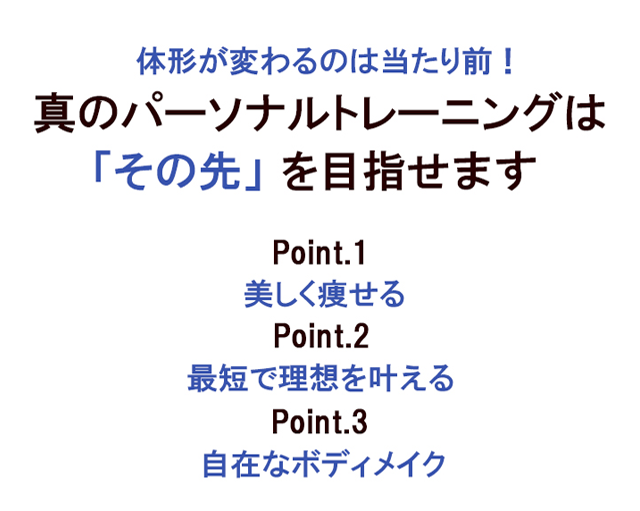 体形が変わるのは当たり前！
真のパーソナルトレーニングは
「その先」を目指せます
Point.1
美しく痩せる
Point.2
最短で理想を叶える
Point.3
自在なボディメイク